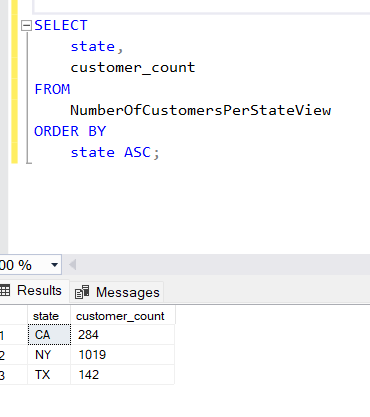 SELECT
state,
customer_count
FROM
NumberOfCustomersPerStateView
ORDER BY
state ASC;
00 %
Results Messages
state customer_count
1 CA 284
2 NY 1019
3 TX 142